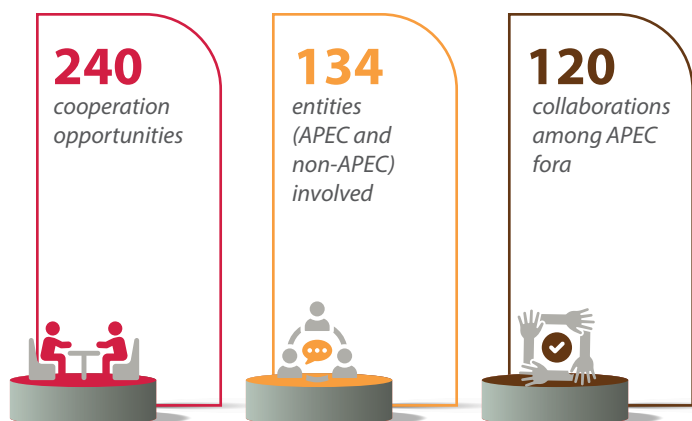 240
cooperation
opportunities
134
entities
(APEC and
non-APEC)
involved
120
collaborations
among APEC
fora